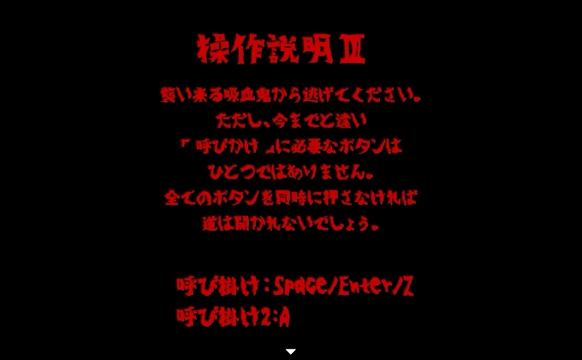 操作説明Ⅲ
襲い来る吸血鬼から逃げてください。
ただし、今までと違い
『呼びかけ』に必要なボタンは
ひとつではありません。
全てのボタンを同時に押さなければ
道は開かれないでしょう。
呼び掛け：Space/Enter/Z
呼び掛け2:A